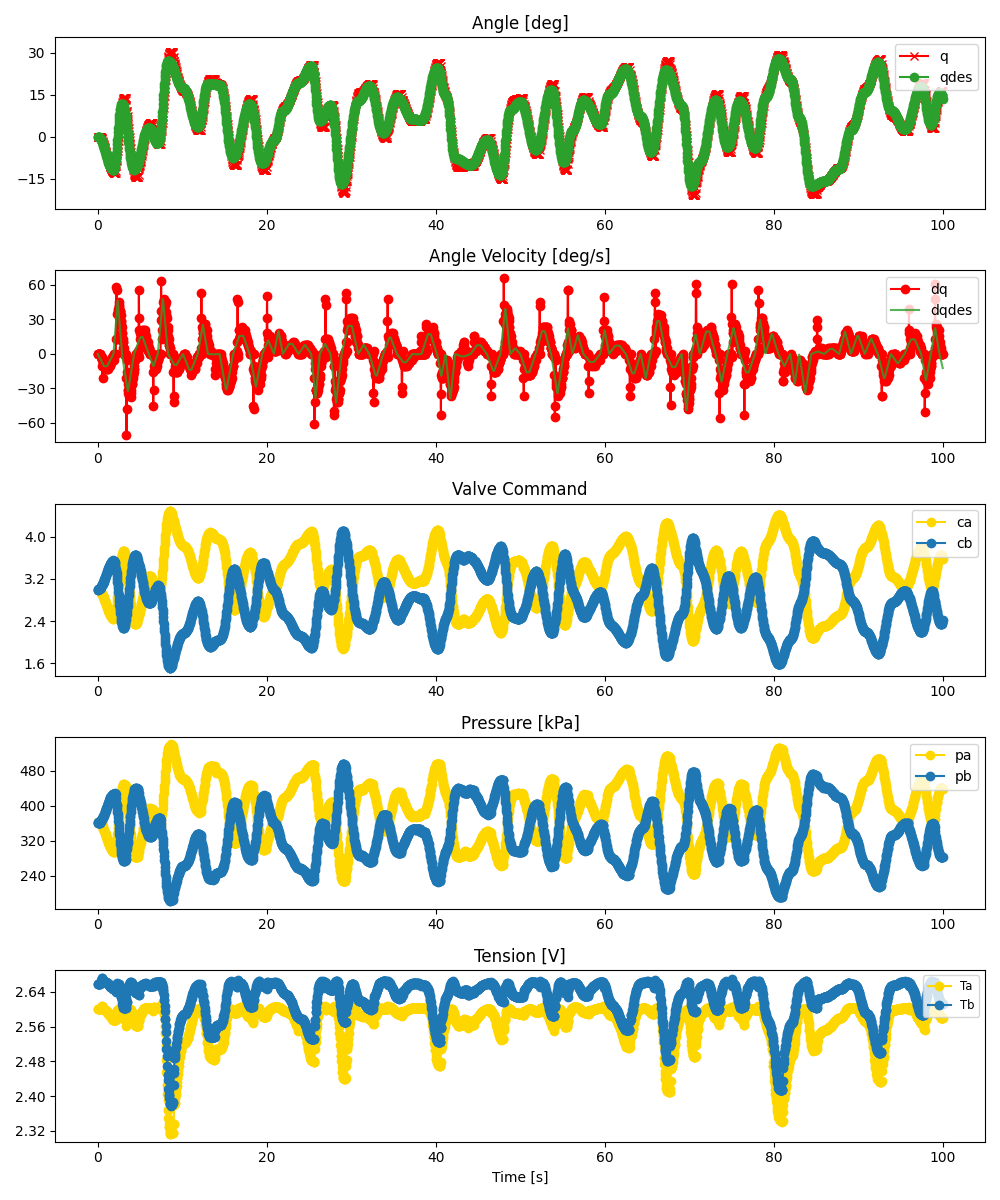 Angle [deg]
30
15
0
−15
q
qdes
0 20 40 60 80 100
Angle Velocity [deg/s]
60
30
0
−30
−60
dq
dqdes
0 20 40 60 80 100
Valve Command
4.0
3.2
2.4
1.6
ca
cb
0 20 40 60 80 100
Pressure [kPa]
480
400
320
240
pa
pb
0 20 40 60 80 100
Tension [V]
2.64
2.56
2.48
2.40
2.32
Ta
Tb
0 20 40 60 80 100
Time [s]